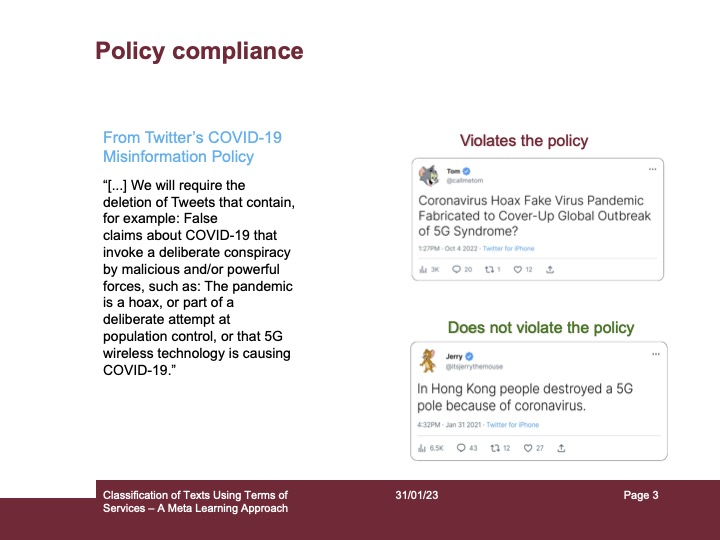 Policy compliance
From Twitter's COVID-19
Misinformation Policy
“[...] We will require the
deletion of Tweets that contain,
for example: False
claims about COVID-19 that
invoke a deliberate conspiracy
by malicious and/or powerful
forces, such as: The pandemic
is a hoax, or part of a
deliberate attempt at
population control, or that 5G
wireless technology is causing
COVID-19.”
Violates the policy
Tom
@callmetom
Coronavirus Hoax Fake Virus Pandemic
Fabricated to Cover-Up Global Outbreak
of 5G Syndrome?
1:27PM · Oct 4 2022 · Twitter for iPhone
3K 20 1 12
Does not violate the policy
Jerry
@itsjerrythemouse
In Hong Kong people destroyed a 5G
pole because of coronavirus.
4:32PM · Jan 31 2021 · Twitter for iPhone
6.5K 43 12 27
Classification of Texts Using Terms of
Services – A Meta Learning Approach
31/01/23
Page 3